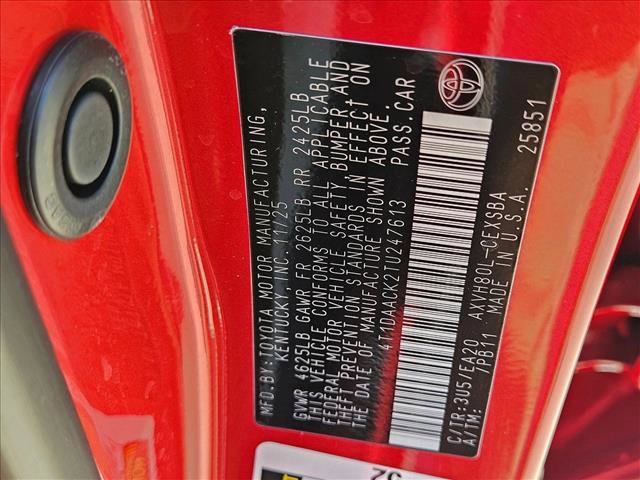 MFD.BY:TOYOTA MOTOR MANUFACTURING,
KENTUCKY, INC. 11/25
GVWR 4625LB GAWR FR 2625LB RR 2425LB
THIS VEHICLE CONFORMS TO ALL APPLICABLE
FEDERAL MOTOR VEHICLE SAFETY, BUMPER, AND
THEFT PREVENTION STANDARDS IN EFFECT ON
THE DATE OF MANUFACTURE SHOWN ABOVE.
4T1DAACK2TU247613 PASS.CAR
C/TR:3U5/EA20 AXVH80L-CEXSBA
A/TM: /PB11 MADE IN U.S.A. 25851